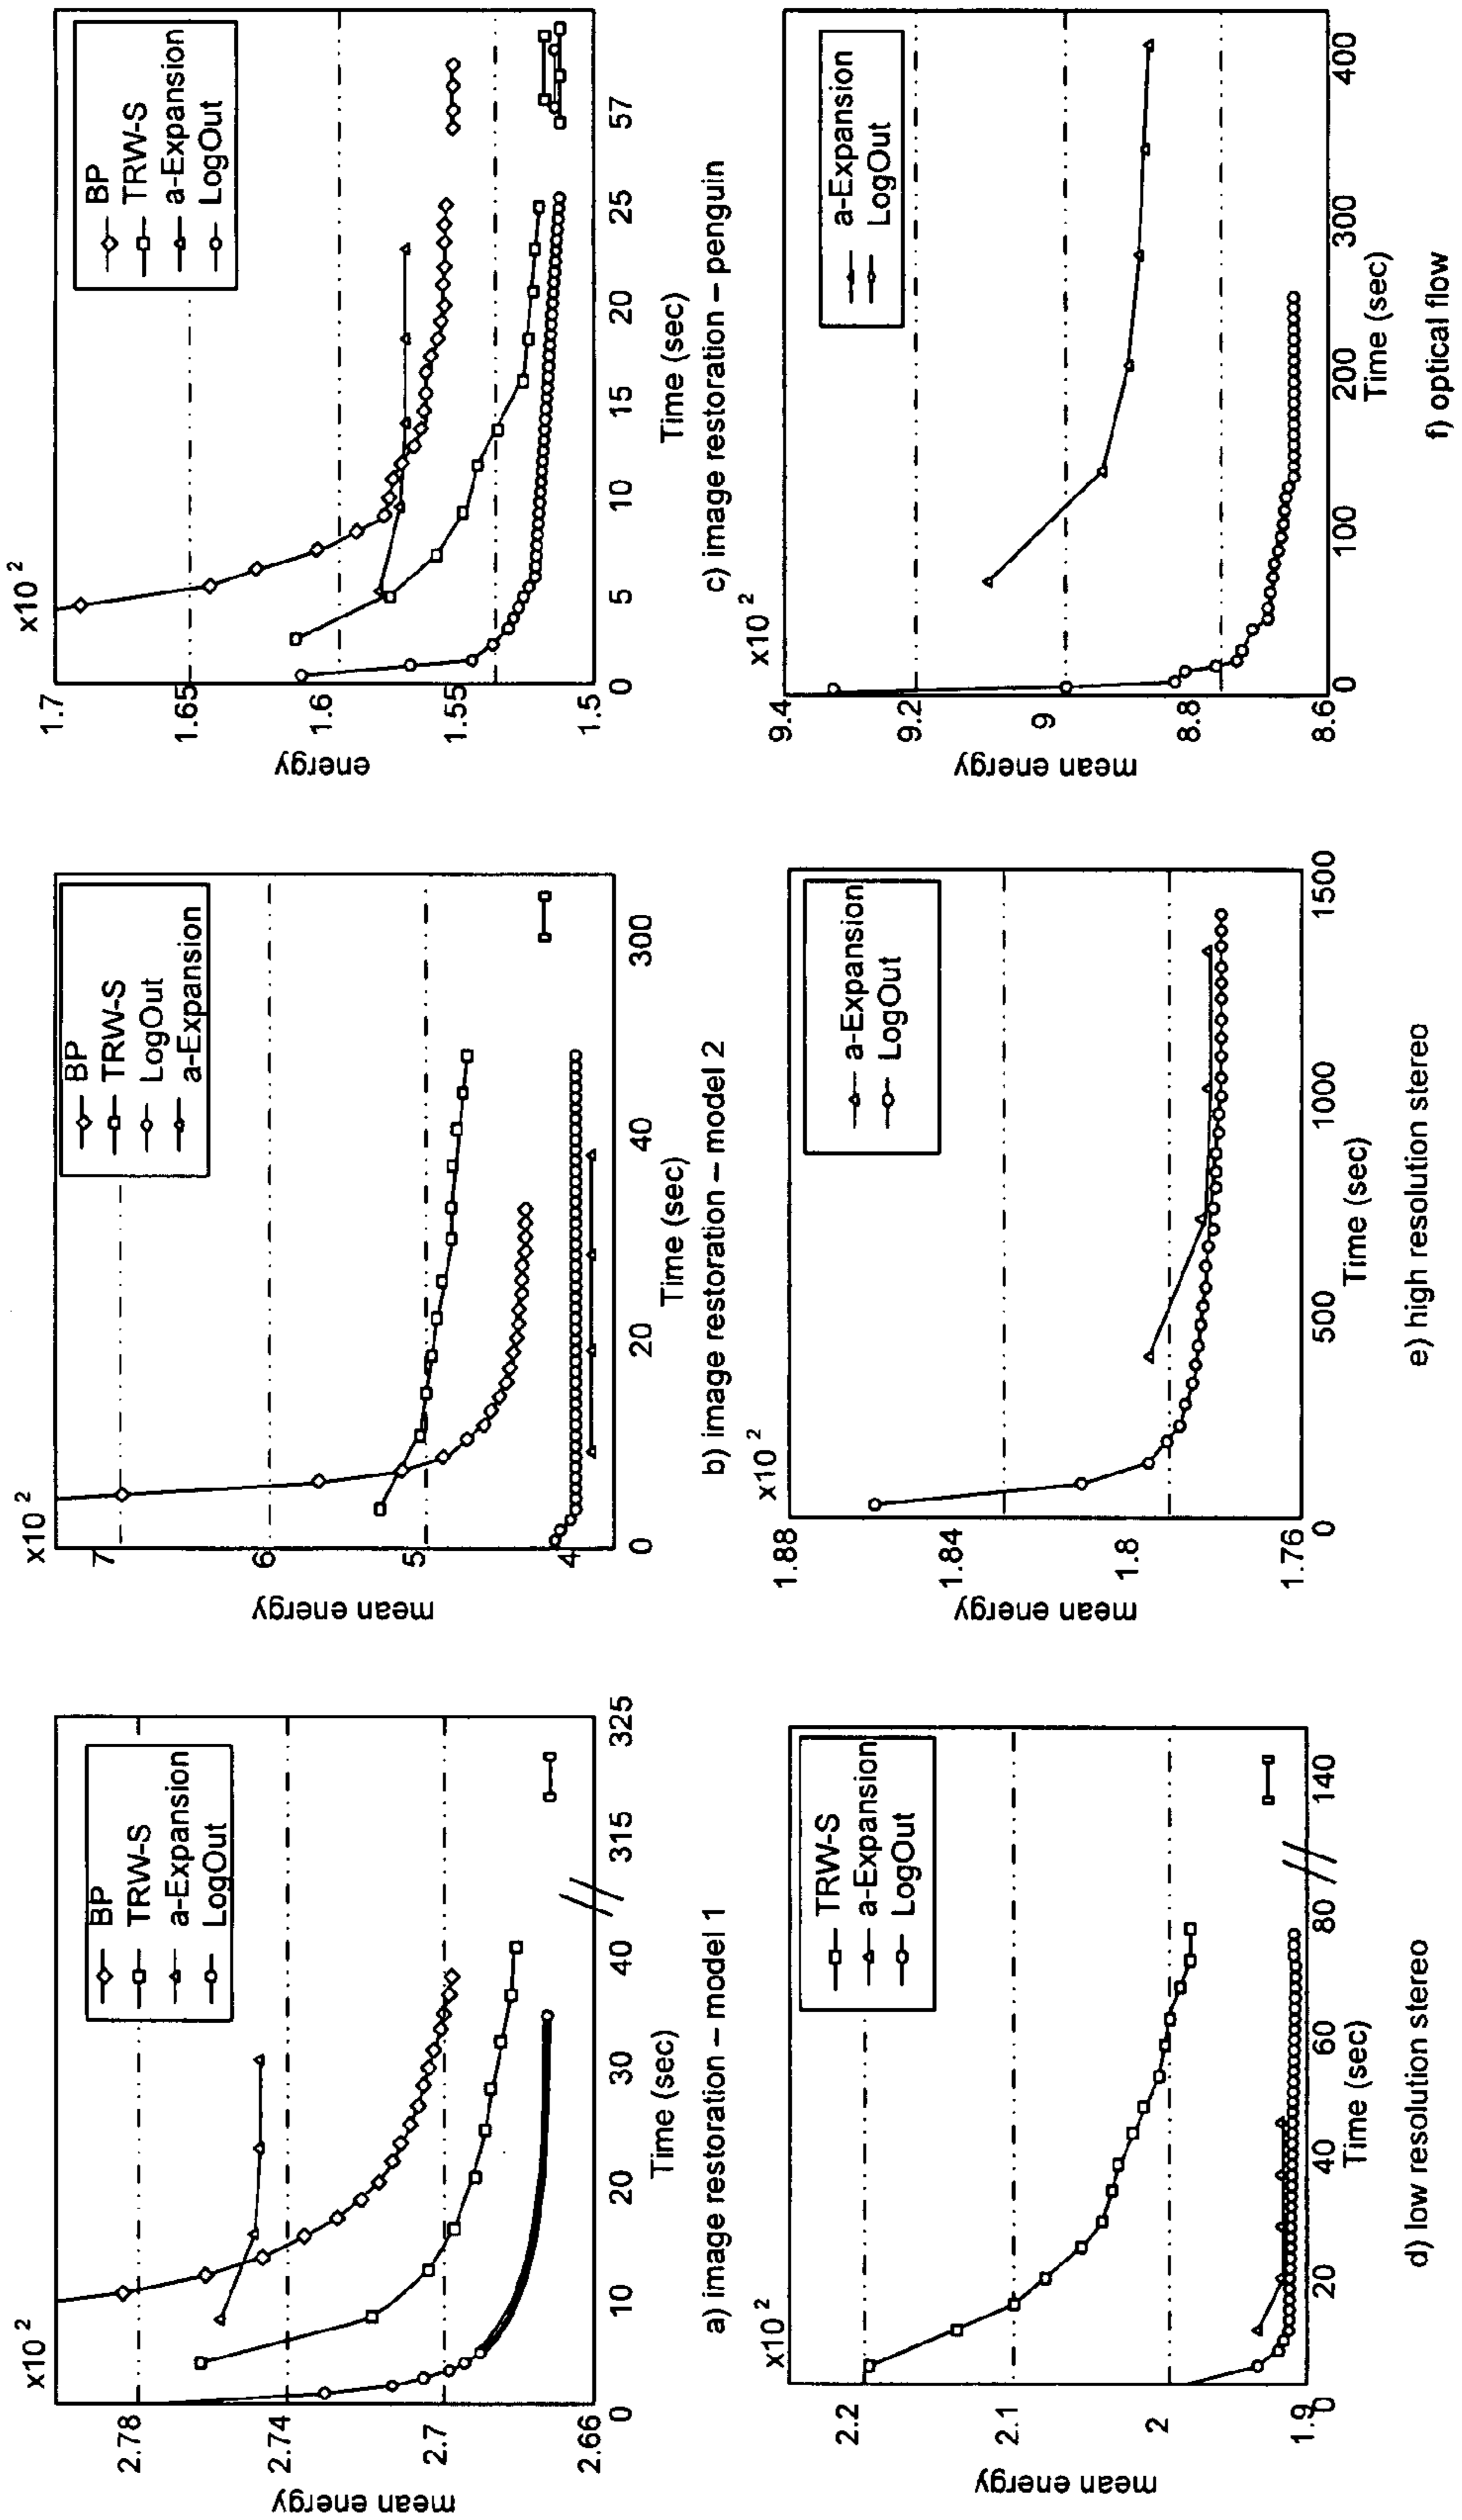 x10 2
2.78
2.74
2.7
2.66
mean energy
BP
TRW-S
a-Expansion
LogOut
0
10
20
30
40
315
325
Time (sec)
a) image restoration – model 1
x10 2
7
6
5
4
mean energy
BP
TRW-S
LogOut
a-Expansion
0
20
40
300
Time (sec)
b) image restoration – model 2
x10 2
1.7
1.65
1.6
1.55
1.5
energy
BP
TRW-S
a-Expansion
LogOut
0
5
10
15
20
25
57
Time (sec)
c) image restoration – penguin
x10 2
2.2
2.1
2
1.9
mean energy
TRW-S
a-Expansion
LogOut
0
20
40
60
80
140
Time (sec)
d) low resolution stereo
x10 2
1.88
1.84
1.8
1.76
mean energy
a-Expansion
LogOut
0
500
1000
1500
Time (sec)
e) high resolution stereo
x10 2
9.4
9.2
9
8.8
8.6
mean energy
a-Expansion
LogOut
0
100
200
300
400
Time (sec)
f) optical flow